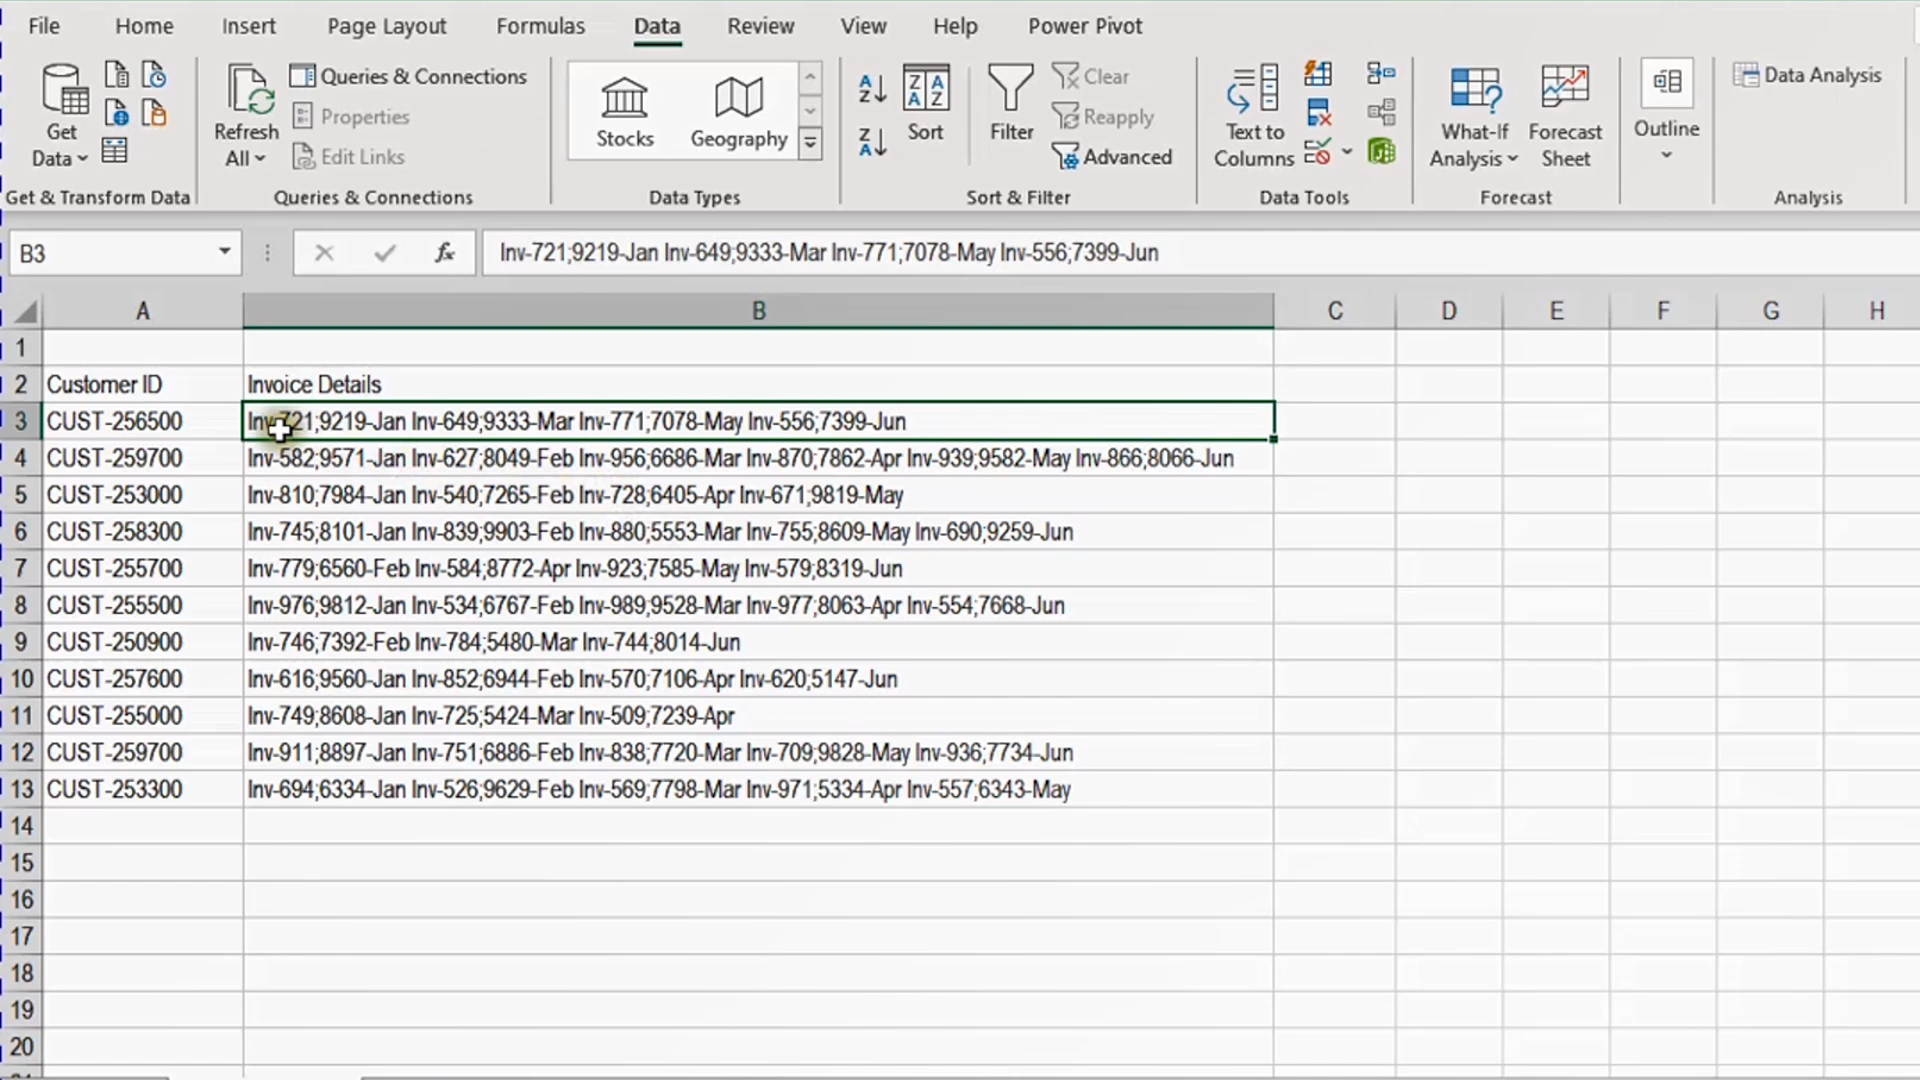 File Home Insert Page Layout Formulas Data Review View Help Power Pivot
Get Data
Refresh All
Queries & Connections
Properties
Edit Links
Stocks
Geography
Sort
Filter
Clear
Reapply
Advanced
Text to Columns
What-If Analysis
Forecast Sheet
Outline
Data Analysis
Get & Transform Data Queries & Connections Data Types Sort & Filter Data Tools Forecast Analysis
B3 fx Inv-721;9219-Jan Inv-649;9333-Mar Inv-771;7078-May Inv-556;7399-Jun
A B C D E F G H
1
2 Customer ID Invoice Details
3 CUST-256500 Inv-721;9219-Jan Inv-649;9333-Mar Inv-771;7078-May Inv-556;7399-Jun
4 CUST-259700 Inv-582;9571-Jan Inv-627;8049-Feb Inv-956;6686-Mar Inv-870;7862-Apr Inv-939;9582-May Inv-866;8066-Jun
5 CUST-253000 Inv-810;7984-Jan Inv-540;7265-Feb Inv-728;6405-Apr Inv-671;9819-May
6 CUST-258300 Inv-745;8101-Jan Inv-839;9903-Feb Inv-880;5553-Mar Inv-755;8609-May Inv-690;9259-Jun
7 CUST-255700 Inv-779;6560-Feb Inv-584;8772-Apr Inv-923;7585-May Inv-579;8319-Jun
8 CUST-255500 Inv-976;9812-Jan Inv-534;6767-Feb Inv-989;9528-Mar Inv-977;8063-Apr Inv-554;7668-Jun
9 CUST-250900 Inv-746;7392-Feb Inv-784;5480-Mar Inv-744;8014-Jun
10 CUST-257600 Inv-616;9560-Jan Inv-852;6944-Feb Inv-570;7106-Apr Inv-620;5147-Jun
11 CUST-255000 Inv-749;8608-Jan Inv-725;5424-Mar Inv-509;7239-Apr
12 CUST-259700 Inv-911;8897-Jan Inv-751;6886-Feb Inv-838;7720-Mar Inv-709;9828-May Inv-936;7734-Jun
13 CUST-253300 Inv-694;6334-Jan Inv-526;9629-Feb Inv-569;7798-Mar Inv-971;5334-Apr Inv-557;6343-May
14
15
16
17
18
19
20